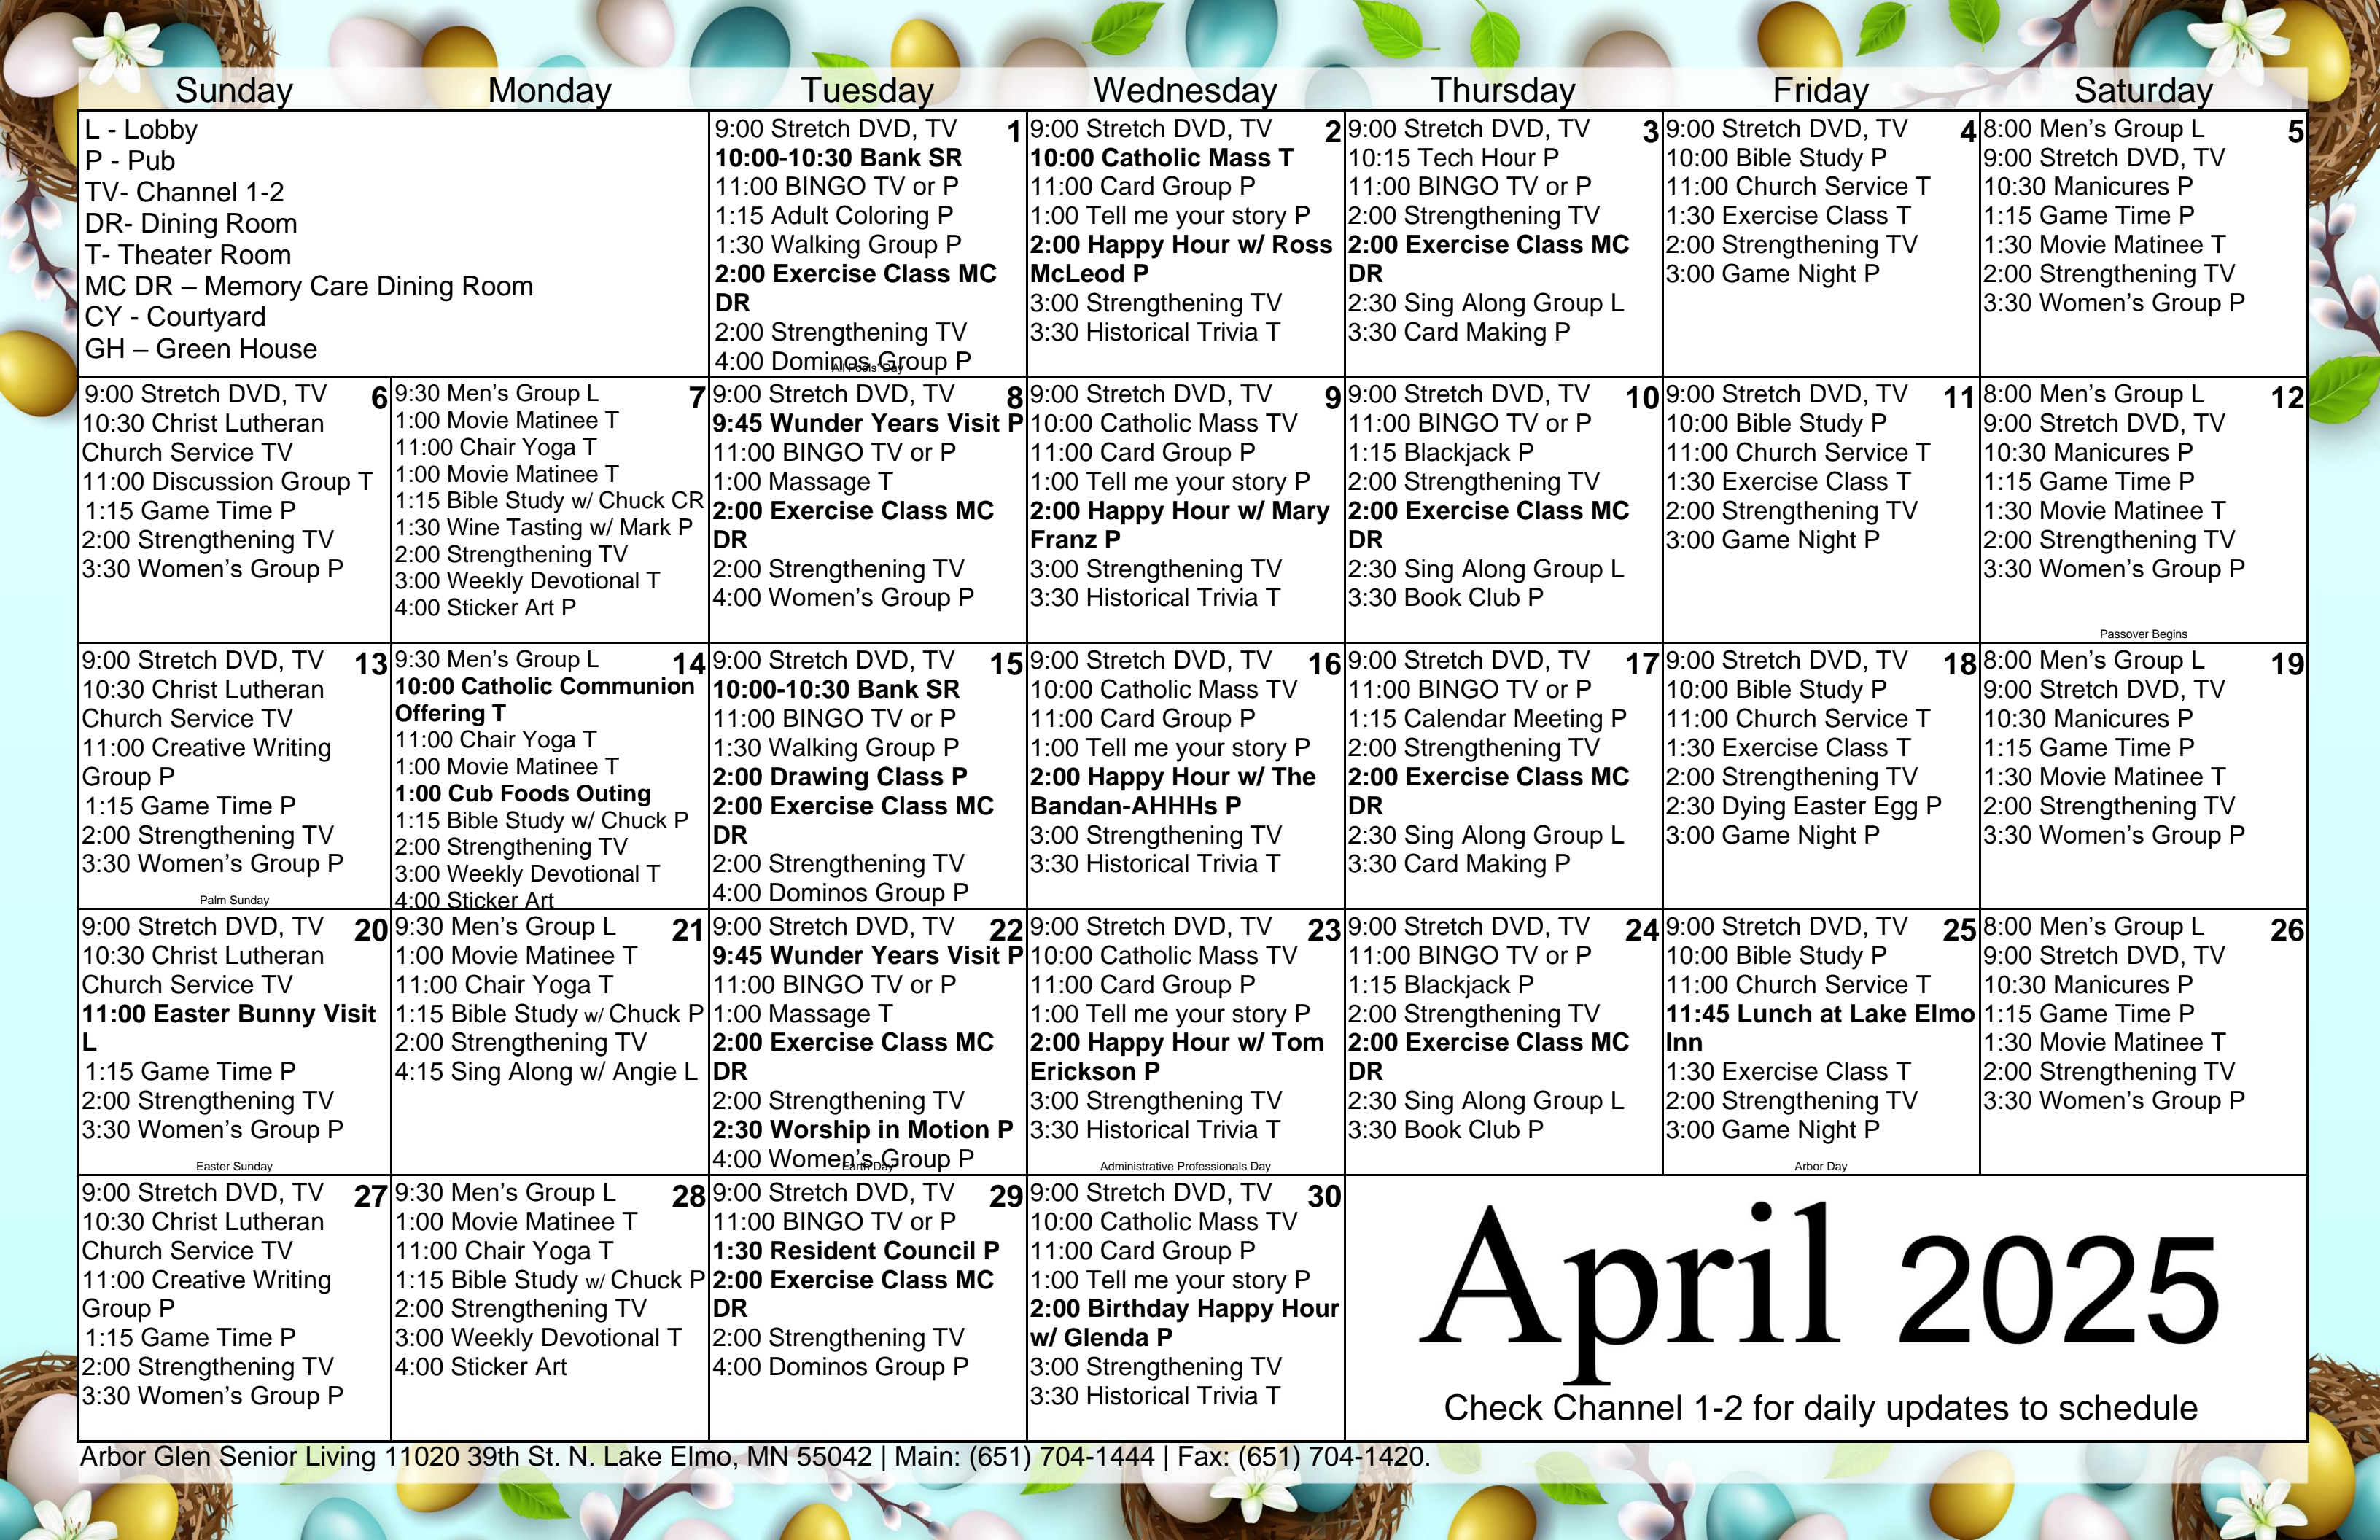 Sunday Monday Tuesday Wednesday Thursday Friday Saturday
L - Lobby
P - Pub
TV- Channel 1-2
DR- Dining Room
T- Theater Room
MC DR – Memory Care Dining Room
CY - Courtyard
GH – Green House
1
9:00 Stretch DVD, TV
10:00-10:30 Bank SR
11:00 BINGO TV or P
1:15 Adult Coloring P
1:30 Walking Group P
2:00 Exercise Class MC
DR
2:00 Strengthening TV
4:00 Dominos Group P
All Fools' Day
2
9:00 Stretch DVD, TV
10:00 Catholic Mass T
11:00 Card Group P
1:00 Tell me your story P
2:00 Happy Hour w/ Ross
McLeod P
3:00 Strengthening TV
3:30 Historical Trivia T
3
9:00 Stretch DVD, TV
10:15 Tech Hour P
11:00 BINGO TV or P
2:00 Strengthening TV
2:00 Exercise Class MC
DR
2:30 Sing Along Group L
3:30 Card Making P
4
9:00 Stretch DVD, TV
10:00 Bible Study P
11:00 Church Service T
1:30 Exercise Class T
2:00 Strengthening TV
3:00 Game Night P
5
8:00 Men’s Group L
9:00 Stretch DVD, TV
10:30 Manicures P
1:15 Game Time P
1:30 Movie Matinee T
2:00 Strengthening TV
3:30 Women’s Group P
6
9:00 Stretch DVD, TV
10:30 Christ Lutheran
Church Service TV
11:00 Discussion Group T
1:15 Game Time P
2:00 Strengthening TV
3:30 Women’s Group P
7
9:30 Men’s Group L
1:00 Movie Matinee T
11:00 Chair Yoga T
1:00 Movie Matinee T
1:15 Bible Study w/ Chuck CR
1:30 Wine Tasting w/ Mark P
2:00 Strengthening TV
3:00 Weekly Devotional T
4:00 Sticker Art P
8
9:00 Stretch DVD, TV
9:45 Wunder Years Visit P
11:00 BINGO TV or P
1:00 Massage T
2:00 Exercise Class MC
DR
2:00 Strengthening TV
4:00 Women’s Group P
9
9:00 Stretch DVD, TV
10:00 Catholic Mass TV
11:00 Card Group P
1:00 Tell me your story P
2:00 Happy Hour w/ Mary
Franz P
3:00 Strengthening TV
3:30 Historical Trivia T
10
9:00 Stretch DVD, TV
11:00 BINGO TV or P
1:15 Blackjack P
2:00 Strengthening TV
2:00 Exercise Class MC
DR
2:30 Sing Along Group L
3:30 Book Club P
11
9:00 Stretch DVD, TV
10:00 Bible Study P
11:00 Church Service T
1:30 Exercise Class T
2:00 Strengthening TV
3:00 Game Night P
12
8:00 Men’s Group L
9:00 Stretch DVD, TV
10:30 Manicures P
1:15 Game Time P
1:30 Movie Matinee T
2:00 Strengthening TV
3:30 Women’s Group P
Passover Begins
13
9:00 Stretch DVD, TV
10:30 Christ Lutheran
Church Service TV
11:00 Creative Writing
Group P
1:15 Game Time P
2:00 Strengthening TV
3:30 Women’s Group P
Palm Sunday
14
9:30 Men’s Group L
10:00 Catholic Communion
Offering T
11:00 Chair Yoga T
1:00 Movie Matinee T
1:00 Cub Foods Outing
1:15 Bible Study w/ Chuck P
2:00 Strengthening TV
3:00 Weekly Devotional T
4:00 Sticker Art
15
9:00 Stretch DVD, TV
10:00-10:30 Bank SR
11:00 BINGO TV or P
1:30 Walking Group P
2:00 Drawing Class P
2:00 Exercise Class MC
DR
2:00 Strengthening TV
4:00 Dominos Group P
16
9:00 Stretch DVD, TV
10:00 Catholic Mass TV
11:00 Card Group P
1:00 Tell me your story P
2:00 Happy Hour w/ The
Bandan-AHHHs P
3:00 Strengthening TV
3:30 Historical Trivia T
17
9:00 Stretch DVD, TV
11:00 BINGO TV or P
1:15 Calendar Meeting P
2:00 Strengthening TV
2:00 Exercise Class MC
DR
2:30 Sing Along Group L
3:30 Card Making P
18
9:00 Stretch DVD, TV
10:00 Bible Study P
11:00 Church Service T
1:30 Exercise Class T
2:00 Strengthening TV
2:30 Dying Easter Egg P
3:00 Game Night P
19
8:00 Men’s Group L
9:00 Stretch DVD, TV
10:30 Manicures P
1:15 Game Time P
1:30 Movie Matinee T
2:00 Strengthening TV
3:30 Women’s Group P
20
9:00 Stretch DVD, TV
10:30 Christ Lutheran
Church Service TV
11:00 Easter Bunny Visit
L
1:15 Game Time P
2:00 Strengthening TV
3:30 Women’s Group P
Easter Sunday
21
9:30 Men’s Group L
1:00 Movie Matinee T
11:00 Chair Yoga T
1:15 Bible Study w/ Chuck P
2:00 Strengthening TV
4:15 Sing Along w/ Angie L
22
9:00 Stretch DVD, TV
9:45 Wunder Years Visit P
11:00 BINGO TV or P
1:00 Massage T
2:00 Exercise Class MC
DR
2:00 Strengthening TV
2:30 Worship in Motion P
4:00 Women’s Group P
Earth Day
23
9:00 Stretch DVD, TV
10:00 Catholic Mass TV
11:00 Card Group P
1:00 Tell me your story P
2:00 Happy Hour w/ Tom
Erickson P
3:00 Strengthening TV
3:30 Historical Trivia T
Administrative Professionals Day
24
9:00 Stretch DVD, TV
11:00 BINGO TV or P
1:15 Blackjack P
2:00 Strengthening TV
2:00 Exercise Class MC
DR
2:30 Sing Along Group L
3:30 Book Club P
25
9:00 Stretch DVD, TV
10:00 Bible Study P
11:00 Church Service T
11:45 Lunch at Lake Elmo
Inn
1:30 Exercise Class T
2:00 Strengthening TV
3:00 Game Night P
Arbor Day
26
8:00 Men’s Group L
9:00 Stretch DVD, TV
10:30 Manicures P
1:15 Game Time P
1:30 Movie Matinee T
2:00 Strengthening TV
3:30 Women’s Group P
27
9:00 Stretch DVD, TV
10:30 Christ Lutheran
Church Service TV
11:00 Creative Writing
Group P
1:15 Game Time P
2:00 Strengthening TV
3:30 Women’s Group P
28
9:30 Men’s Group L
1:00 Movie Matinee T
11:00 Chair Yoga T
1:15 Bible Study w/ Chuck P
2:00 Strengthening TV
3:00 Weekly Devotional T
4:00 Sticker Art
29
9:00 Stretch DVD, TV
11:00 BINGO TV or P
1:30 Resident Council P
2:00 Exercise Class MC
DR
2:00 Strengthening TV
4:00 Dominos Group P
30
9:00 Stretch DVD, TV
10:00 Catholic Mass TV
11:00 Card Group P
1:00 Tell me your story P
2:00 Birthday Happy Hour
w/ Glenda P
3:00 Strengthening TV
3:30 Historical Trivia T
April 2025
Check Channel 1-2 for daily updates to schedule
Arbor Glen Senior Living 11020 39th St. N. Lake Elmo, MN 55042 | Main: (651) 704-1444 | Fax: (651) 704-1420.